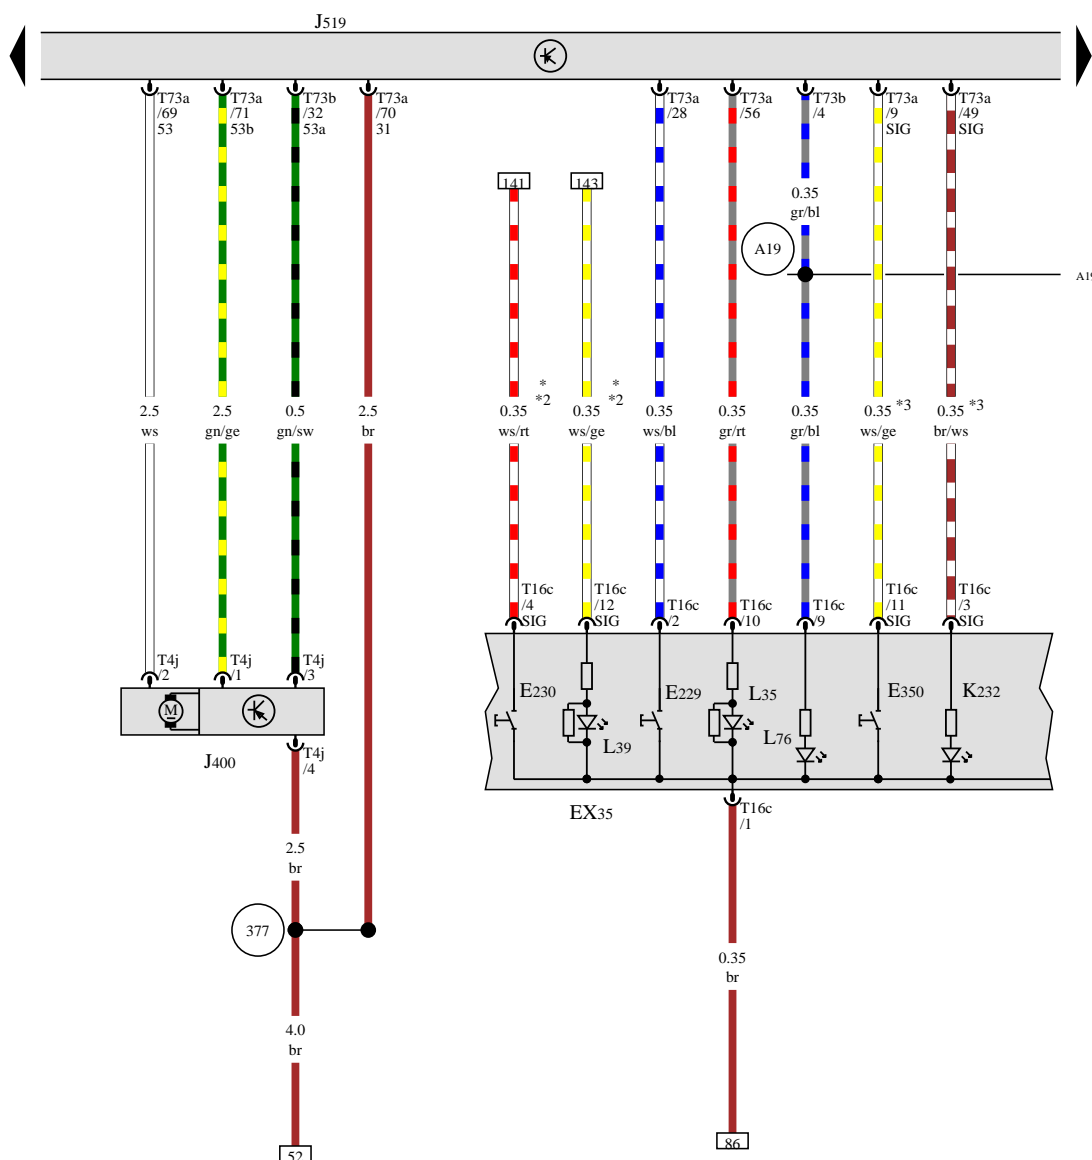 J519
T73a
/69
53
T73a
/71
53b
T73b
/32
53a
T73a
/70
31
T73a
/28
T73a
/56
T73b
/4
T73a
/9
SIG
T73a
/49
SIG
141
143
0.35
gr/bl
A19
A19
2.5
ws
2.5
gn/ge
0.5
gn/sw
2.5
br
0.35
ws/rt
*
*2
0.35
ws/ge
*
*2
0.35
ws/bl
0.35
gr/rt
0.35
gr/bl
0.35 *3
ws/ge
0.35 *3
br/ws
T16c
/4
SIG
T16c
/12
SIG
T16c
/2
T16c
/10
T16c
/9
T16c
/11
SIG
T16c
/3
SIG
T4j
/2
T4j
/1
T4j
/3
M
J400
T4j
/4
E230
L39
E229
L35
L76
E350
K232
EX35
T16c
/1
2.5
br
377
4.0
br
52
0.35
br
86